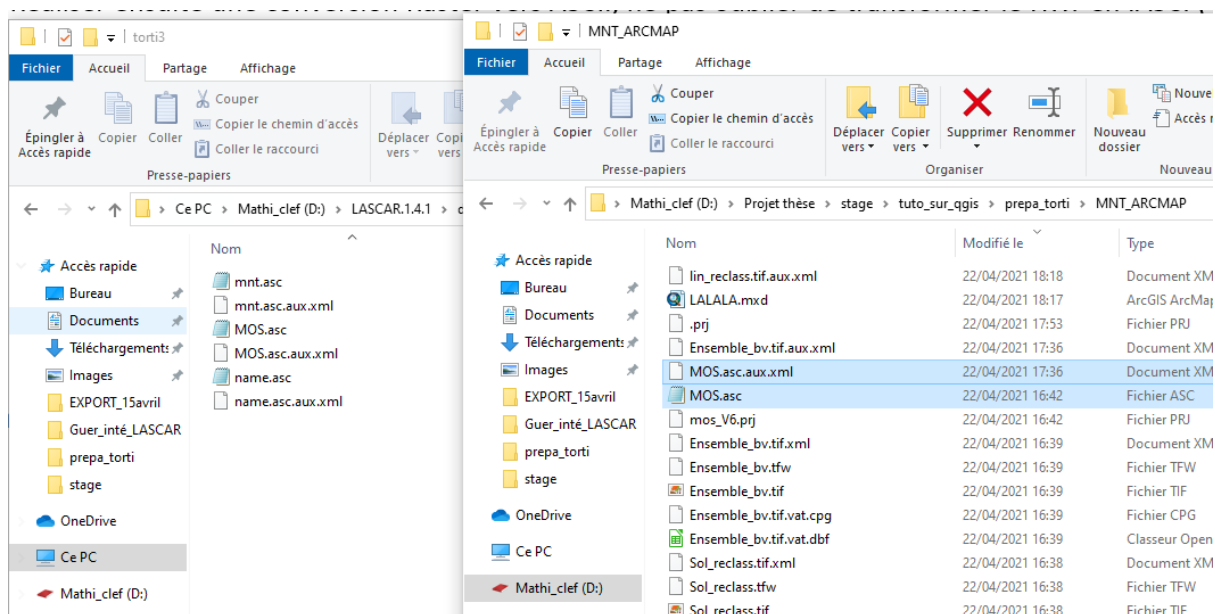 torti3
Fichier Accueil Partage Affichage
Épingler à Accès rapide
Copier
Coller
Couper
Copier le chemin d'accès
Coller le raccourci
Déplacer vers
Copi vers
Presse-papiers
Ce PC > Mathi_clef (D:) > LASCAR.1.4.1 >
Nom
Accès rapide
Bureau
Documents
Téléchargements
Images
EXPORT_15avril
Guer_inté_LASCAR
prepa_torti
stage
OneDrive
Ce PC
Mathi_clef (D:)
mnt.asc
mnt.asc.aux.xml
MOS.asc
MOS.asc.aux.xml
name.asc
name.asc.aux.xml
MNT_ARCMAP
Fichier Accueil Partage Affichage
Épingler à Accès rapide
Copier
Coller
Couper
Copier le chemin d'accès
Coller le raccourci
Déplacer vers
Copier vers
Supprimer
Renommer
Nouveau dossier
Nouve
Accès r
Presse-papiers
Organiser
Nouveau
Mathi_clef (D:) > Projet thèse > stage > tuto_sur_qgis > prepa_torti > MNT_ARCMAP
Nom Modifié le Type
Accès rapide
Bureau
Documents
Téléchargements
Images
EXPORT_15avril
Guer_inté_LASCAR
prepa_torti
stage
OneDrive
Ce PC
Mathi_clef (D:)
lin_reclass.tif.aux.xml 22/04/2021 18:18 Document XM
LALALA.mxd 22/04/2021 18:17 ArcGIS ArcMap
.prj 22/04/2021 17:53 Fichier PRJ
Ensemble_bv.tif.aux.xml 22/04/2021 17:36 Document XM
MOS.asc.aux.xml 22/04/2021 17:36 Document XM
MOS.asc 22/04/2021 16:42 Fichier ASC
mos_V6.prj 22/04/2021 16:42 Fichier PRJ
Ensemble_bv.tif.xml 22/04/2021 16:39 Document XM
Ensemble_bv.tfw 22/04/2021 16:39 Fichier TFW
Ensemble_bv.tif 22/04/2021 16:39 Fichier TIF
Ensemble_bv.tif.vat.cpg 22/04/2021 16:39 Fichier CPG
Ensemble_bv.tif.vat.dbf 22/04/2021 16:39 Classeur Open
Sol_reclass.tif.xml 22/04/2021 16:38 Document XM
Sol_reclass.tfw 22/04/2021 16:38 Fichier TFW
Sol_reclass.tif 22/04/2021 16:38 Fichier TIF